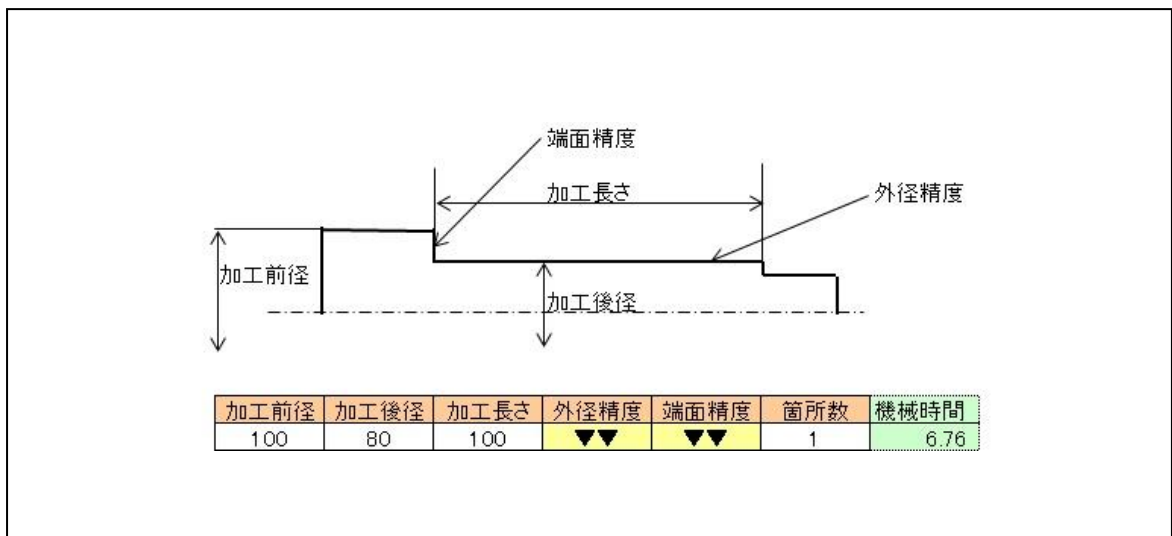 端面精度
加工長さ
外径精度
加工前径
加工後径
加工前径 加工後径 加工長さ 外径精度 端面精度 箇所数 機械時間
100 80 100 ▼▼ ▼▼ 1 6.76